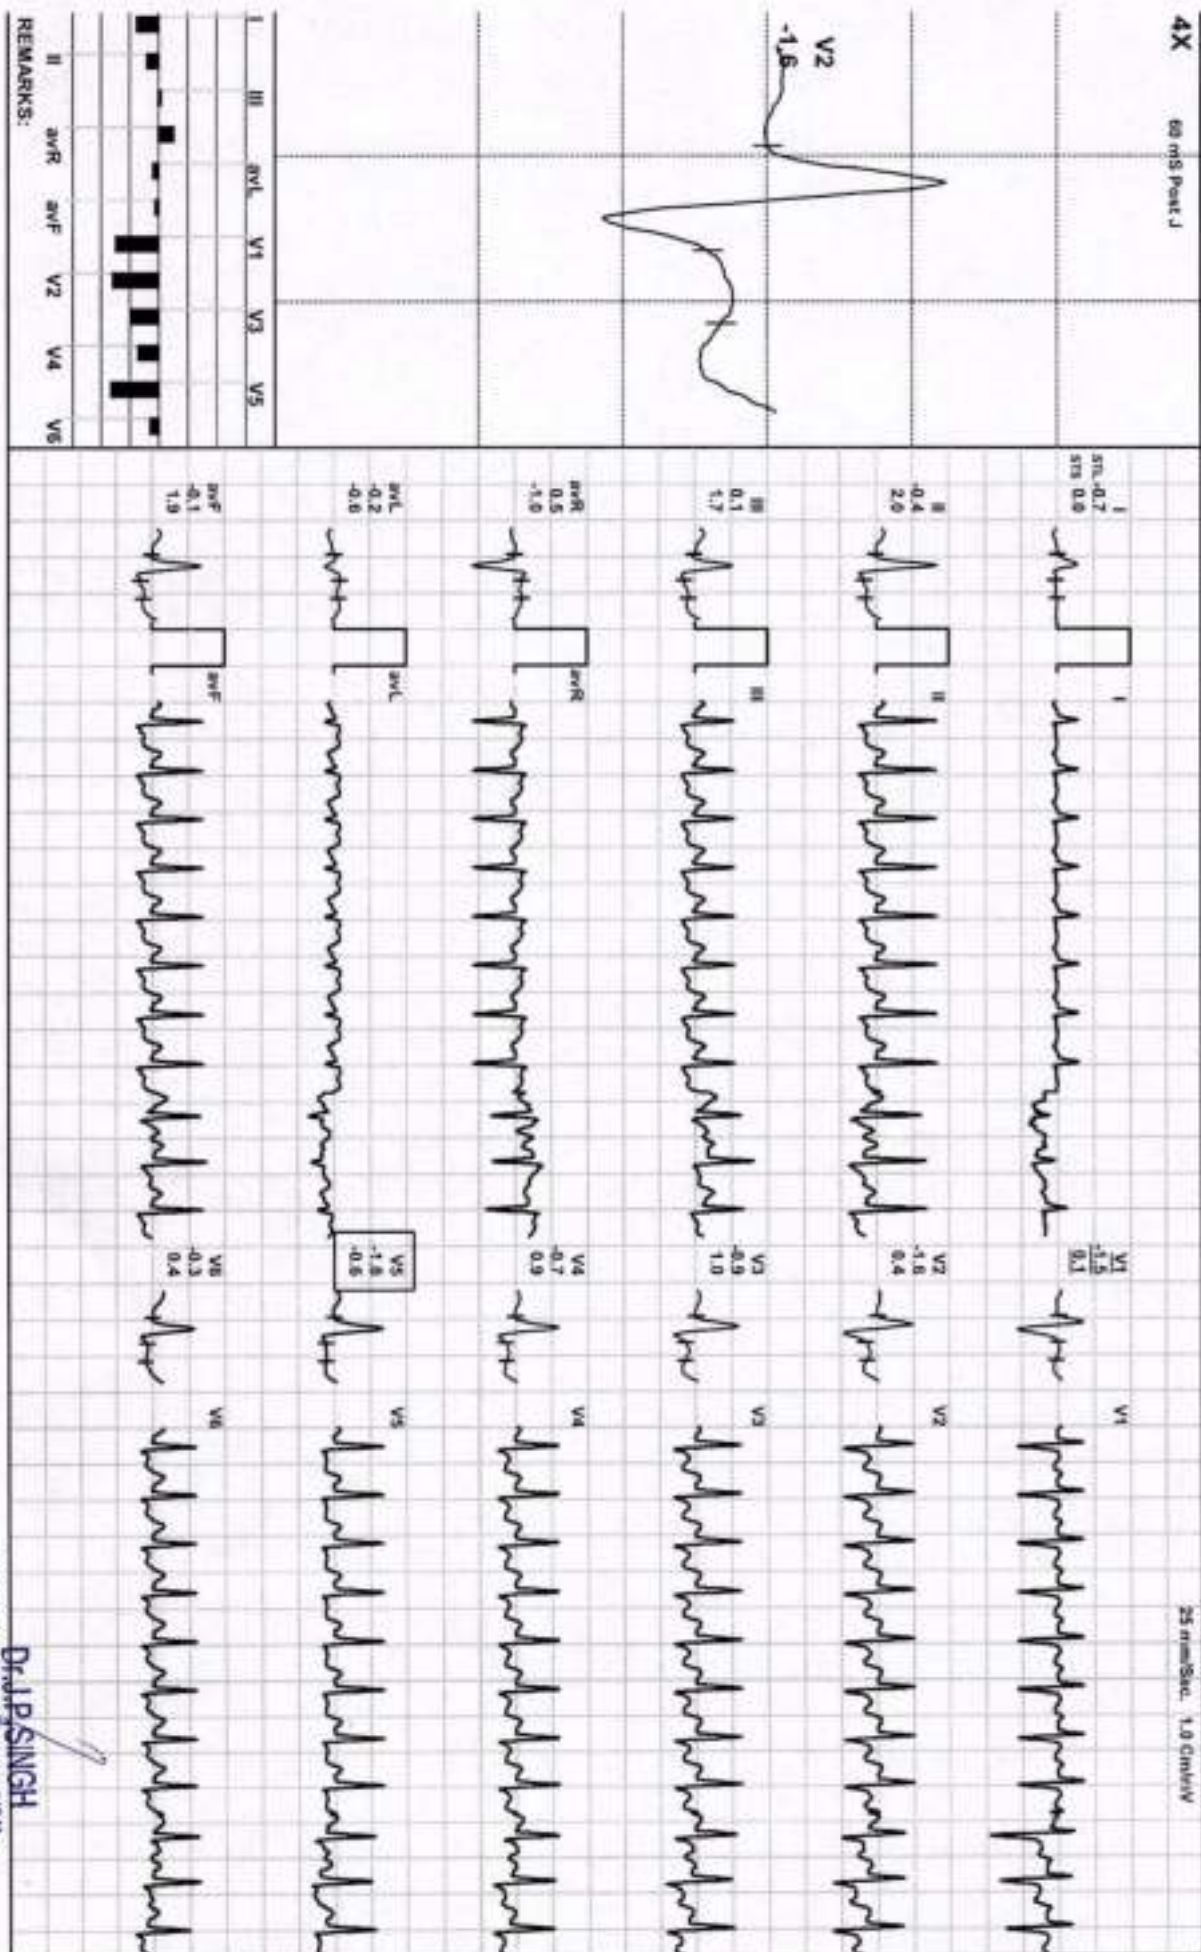 4X
60 mS Post J
25 mm/Sec. 1.0 Cm/mV
V2
-1.6
I
STL -0.7
STS 0.0
I
V1
-1.5
0.1
V1
II
-0.4
2.0
II
V2
-1.6
0.4
V2
III
0.1
1.7
III
V3
-0.9
1.0
V3
avR
0.5
-1.0
avR
V4
-0.7
0.9
V4
avL
-0.2
-0.6
avL
V5
-1.8
-0.6
V5
avF
-0.1
1.9
avF
V6
-0.3
0.4
V6
I III avL V1 V3 V5
II avR avF V2 V4 V6
REMARKS:
Dr.J.P.SINGH